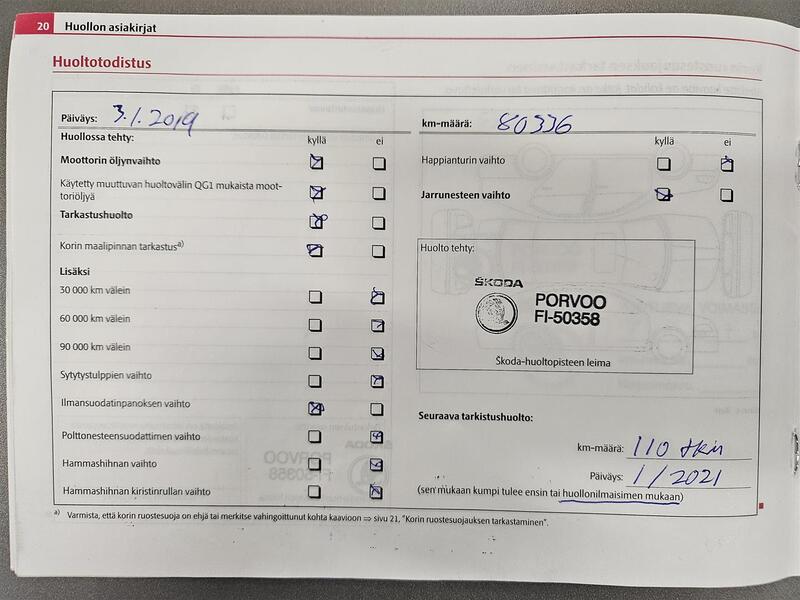 20 Huollon asiakirjat
Huoltotodistus
Päiväys: 3.1.2019
km-määrä: 80336
Huollossa tehty: kyllä ei
Moottorin öljynvaihto
Käytetty muuttuvan huoltovälin QG1 mukaista moot-
toriöljyä
Tarkastushuolto
Korin maalipinnan tarkastus a)
Lisäksi
30 000 km välein
60 000 km välein
90 000 km välein
Sytytystulppien vaihto
Ilmansuodatinpanoksen vaihto
Polttonesteensuodattimen vaihto
Hammashihnan vaihto
Hammashihnan kiristinrullan vaihto
kyllä ei
Happianturin vaihto
Jarrunesteen vaihto
Huolto tehty:
ŠKODA
PORVOO
FI-50358
Škoda-huoltopisteen leima
Seuraava tarkistushuolto:
km-määrä: 110 tkm
Päiväys: 1/2021
(sen mukaan kumpi tulee ensin tai huollonilmaisimen mukaan)
a) Varmista, että korin ruostesuoja on ehjä tai merkitse vahingoittunut kohta kaavioon ⇒ sivu 21, "Korin ruostesuojauksen tarkastaminen".